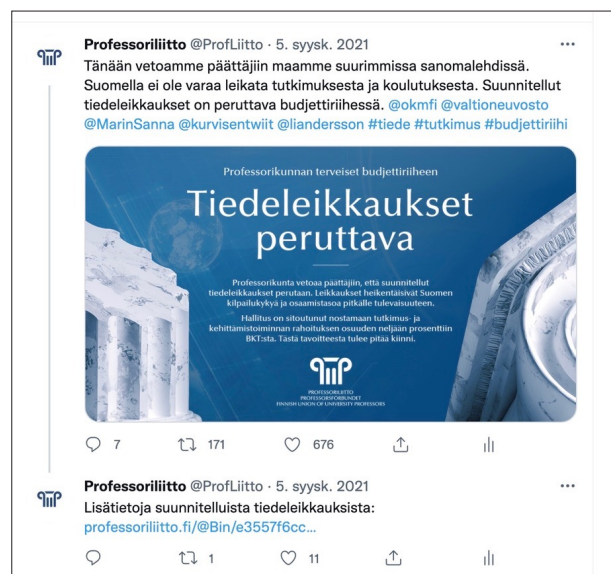 Professoriliitto @ProfLiitto · 5. syysk. 2021
Tänään vetoamme päättäjiin maamme suurimmissa sanomalehdissä.
Suomella ei ole varaa leikata tutkimuksesta ja koulutuksesta. Suunnitellut
tiedeleikkaukset on peruttava budjettiriihessä. @okmfi @valtioneuvosto
@MarinSanna @kurvisentwiit @liandersson #tiede #tutkimus #budjettiriihi
Professorikunnan terveiset budjettiriiheen
Tiedeleikkaukset
peruttava
Professorikunta vetoaa päättäjiin, että suunnitellut
tiedeleikkaukset perutaan. Leikkaukset heikentäisivät Suomen
kilpailukykyä ja osaamistasoa pitkälle tulevaisuuteen.
Hallitus on sitoutunut nostamaan tutkimus- ja
kehittämistoiminnan rahoituksen osuuden neljään prosenttiin
BKT:sta. Tästä tavoitteesta tulee pitää kiinni.
PROFESSORILIITTO
PROFESSORSFÖRBUNDET
FINNISH UNION OF UNIVERSITY PROFESSORS
7 171 676
Professoriliitto @ProfLiitto · 5. syysk. 2021
Lisätietoja suunnitelluista tiedeleikkauksista:
professoriliitto.fi/@Bin/e3557f6cc...
1 11